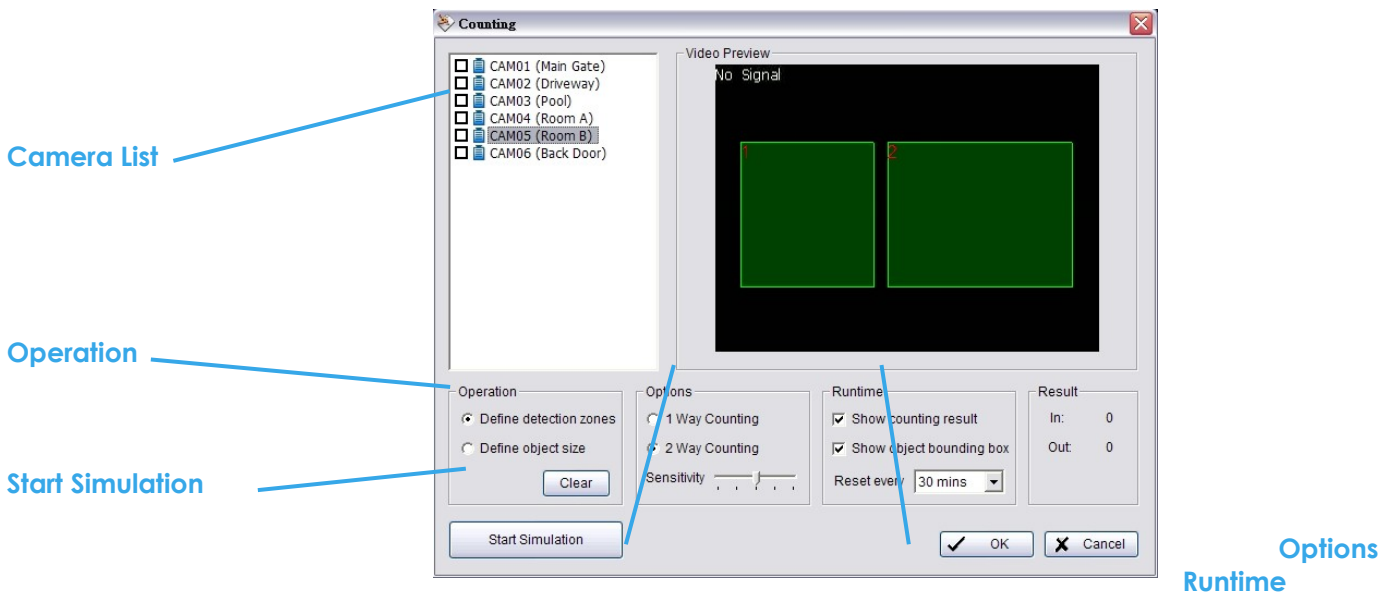 Counting
CAM01 (Main Gate)
CAM02 (Driveway)
CAM03 (Pool)
CAM04 (Room A)
CAM05 (Room B)
CAM06 (Back Door)
Video Preview
No Signal
1
2
Camera List
Operation
Start Simulation
Operation
Define detection zones
Define object size
Clear
Options
1 Way Counting
2 Way Counting
Sensitivity
Runtime
Show counting result
Show object bounding box
Reset every 30 mins
Result
In: 0
Out: 0
Start Simulation
OK
Cancel
Options
Runtime